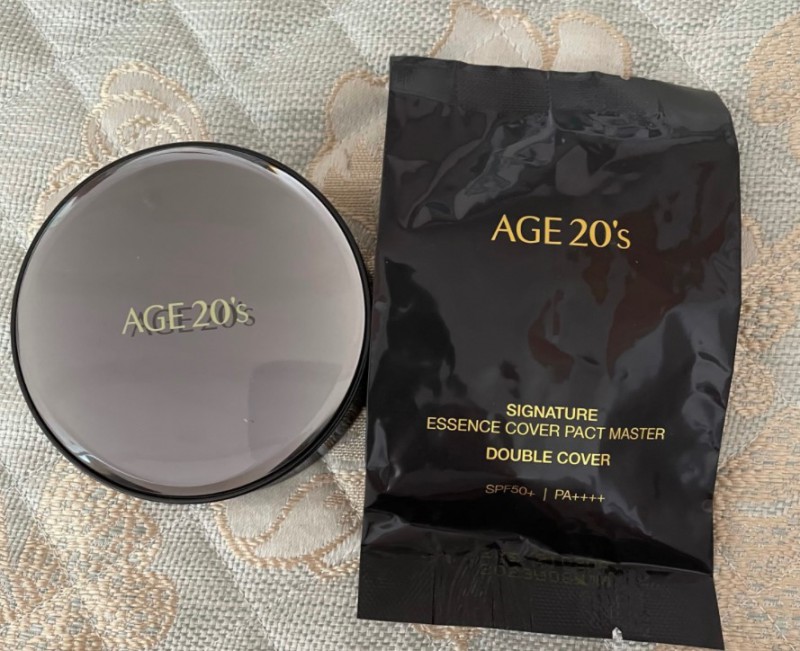 AGE 20's
AGE 20's
SIGNATURE
ESSENCE COVER PACT MASTER
DOUBLE COVER
SPF50+ | PA++++